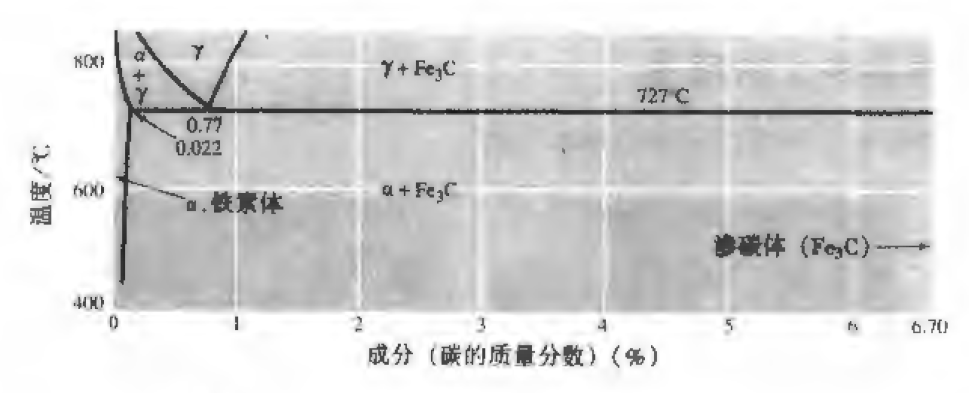 800
α
+
γ
γ
γ + Fe₃C
727°C
0.77
0.022
温度/℃
600
α, 铁素体
α + Fe₃C
渗碳体 (Fe₃C)
400
0
1
2
3
4
5
6
6.70
成分 (碳的质量分数) (%)